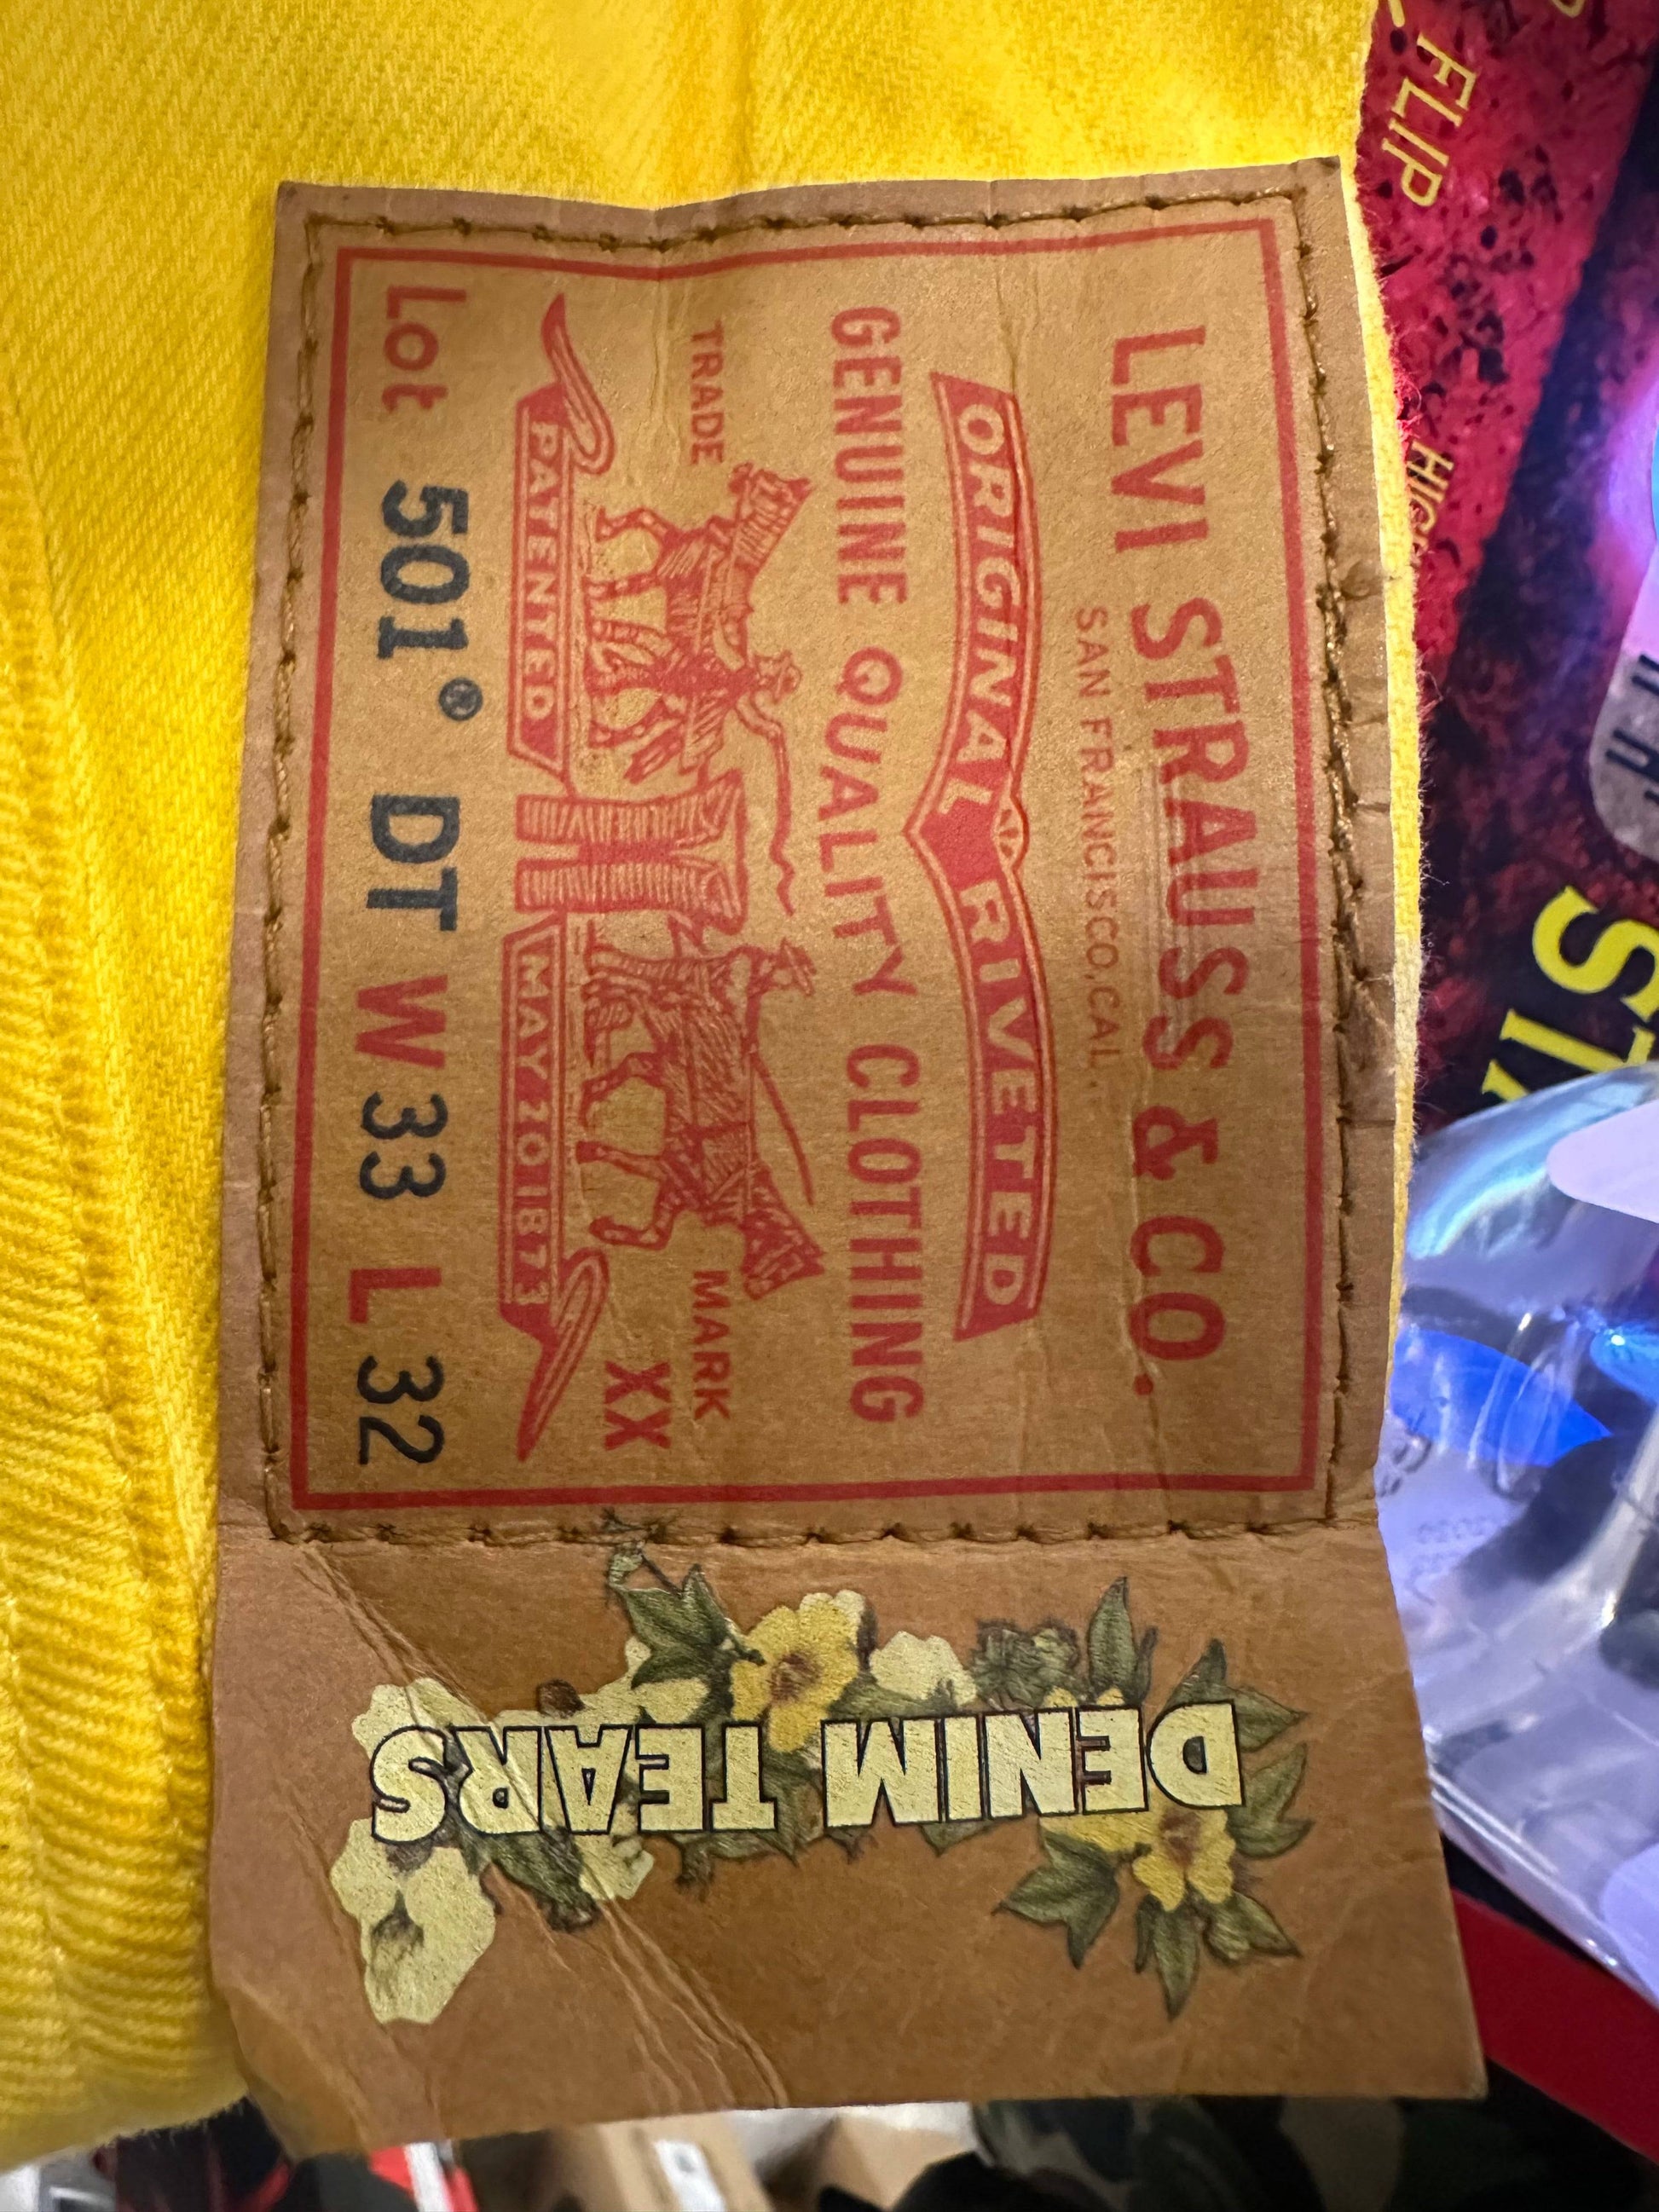 LEVI STRAUSS & CO.
SAN FRANCISCO, CAL.
ORIGINAL RIVETED
GENUINE QUALITY CLOTHING
TRADE MARK
XX
PATENTED MAY 20 1873
Lot 501® DT W 33 L 32
DENIM TEARS
FLIP